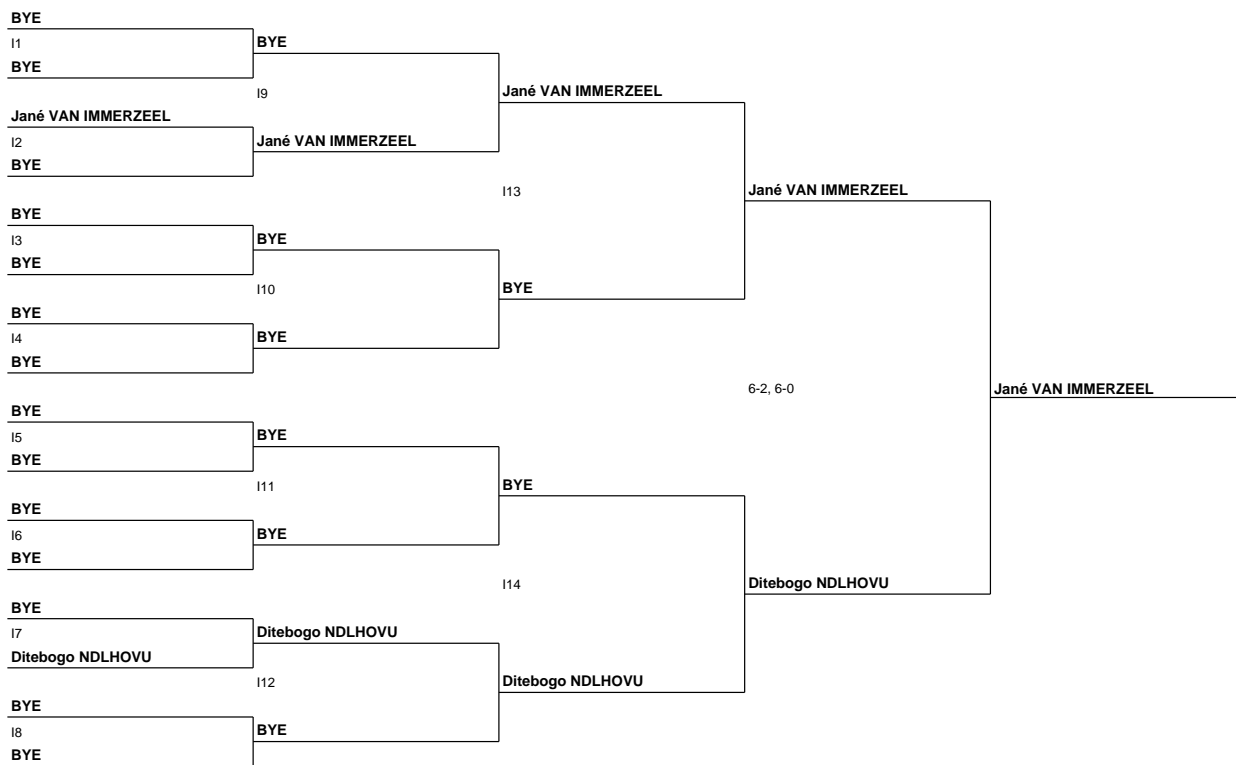 BYE
I1
BYE
BYE
I9
Jané VAN IMMERZEEL
Jané VAN IMMERZEEL
I2
Jané VAN IMMERZEEL
BYE
I13
Jané VAN IMMERZEEL
BYE
I3
BYE
BYE
I10
BYE
BYE
I4
BYE
BYE
6-2, 6-0
Jané VAN IMMERZEEL
BYE
I5
BYE
BYE
I11
BYE
BYE
I6
BYE
BYE
I14
Ditebogo NDLHOVU
BYE
I7
Ditebogo NDLHOVU
Ditebogo NDLHOVU
I12
Ditebogo NDLHOVU
BYE
I8
BYE
BYE